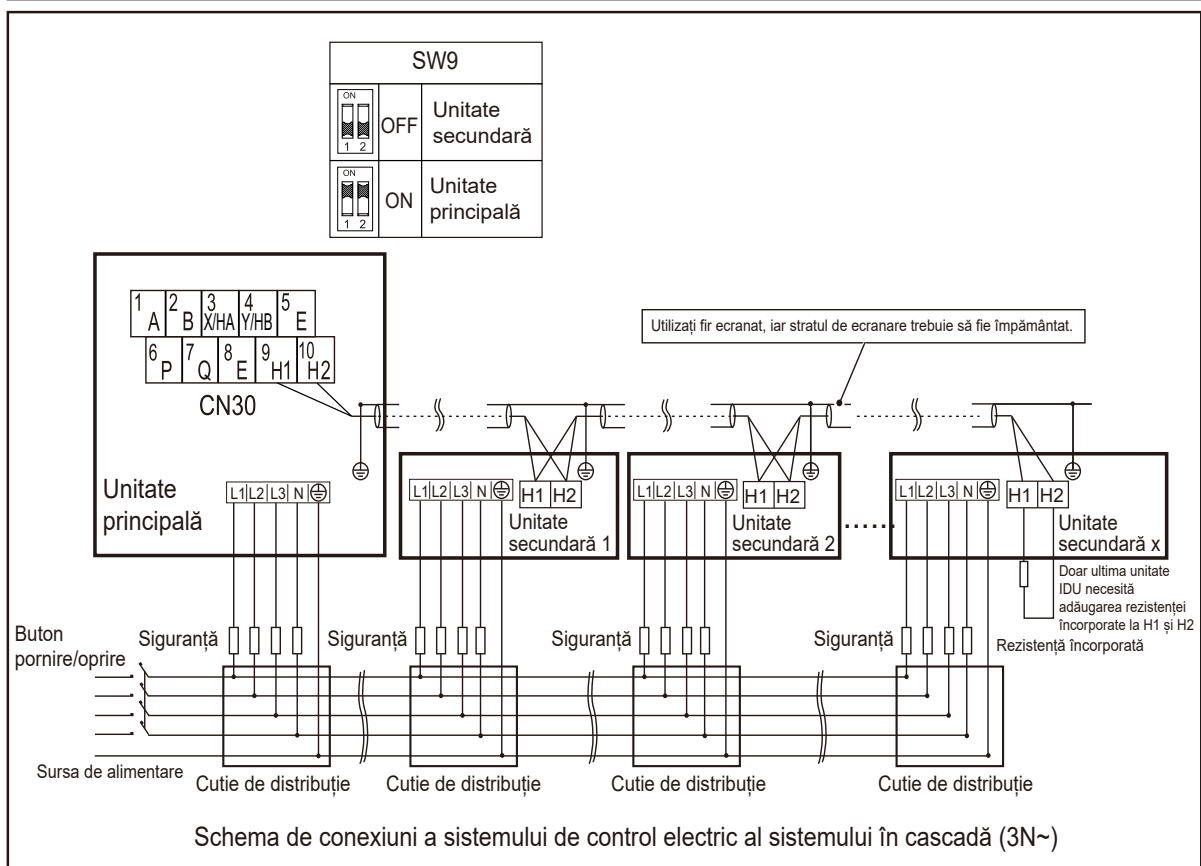 SW9
ON
1 2
OFF
Unitate
secundară
ON
1 2
ON
Unitate
principală
1 A
2 B
3 X/HA
4 Y/HB
5 E
6 P
7 Q
8 E
9 H1
10 H2
CN30
Utilizați fir ecranat, iar stratul de ecranare trebuie să fie împământat.
Unitate
principală
L1 L2 L3 N
L1 L2 L3 N
H1 H2
Unitate
secundară 1
L1 L2 L3 N
H1 H2
Unitate
secundară 2
......
L1 L2 L3 N
H1 H2
Unitate
secundară x
Doar ultima unitate
IDU necesită
adăugarea rezistenței
încorporate la H1 și H2
Rezistență încorporată
Buton
pornire/oprire
Siguranță
Siguranță
Siguranță
Siguranță
Sursa de alimentare
Cutie de distribuție
Cutie de distribuție
Cutie de distribuție
Cutie de distribuție
Schema de conexiuni a sistemului de control electric al sistemului în cascadă (3N~)